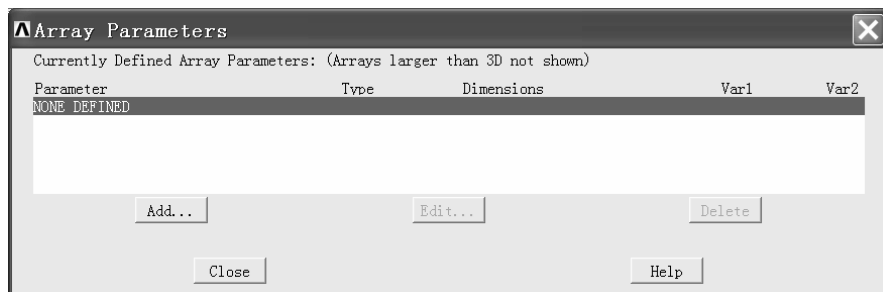 Array Parameters
Currently Defined Array Parameters: (Arrays larger than 3D not shown)
Parameter Type Dimensions Var1 Var2
NONE DEFINED
Add... Edit... Delete
Close Help